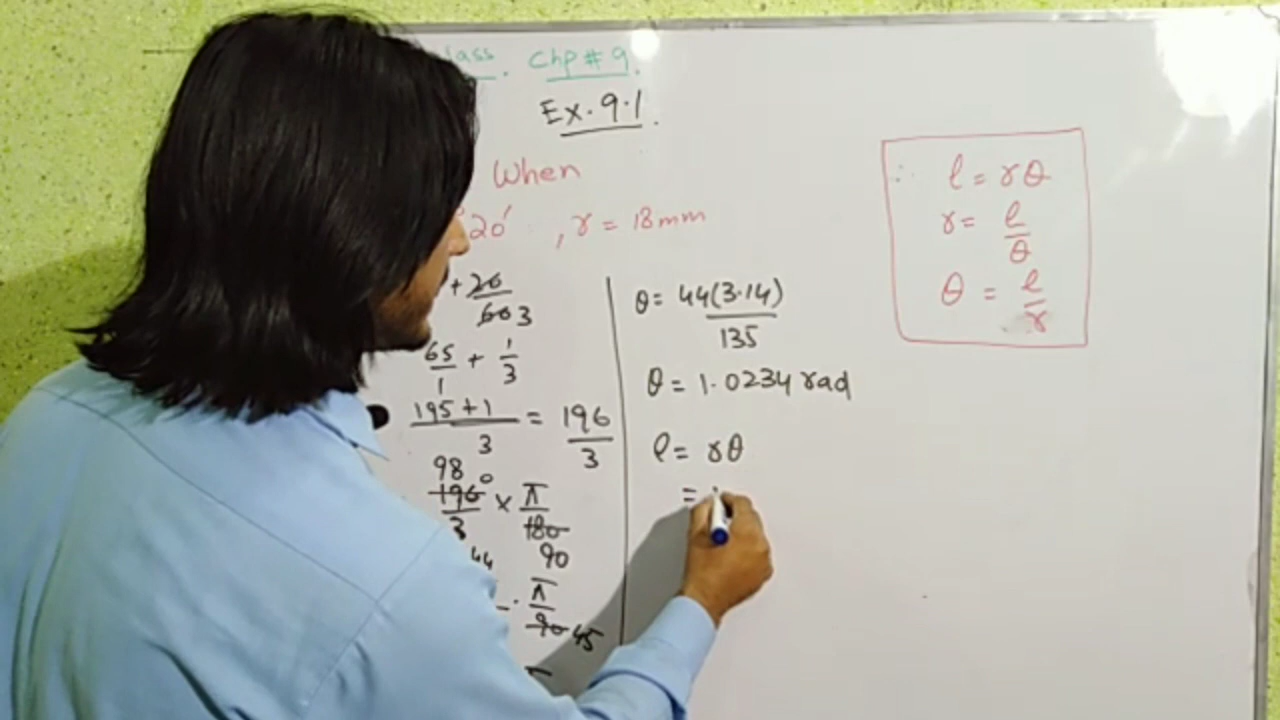 lass. Chp # 9.
Ex. 9.1.
When
20' , r = 18mm
+ 20/60 3
65/1 + 1/3
195+1/3 = 196/3
98
196°/3 × π/180
44 90
. π/90 45
θ = 44(3.14)/135
θ = 1.0234 rad
l = rθ
=
∴ l = rθ
r = l/θ
θ = l/r